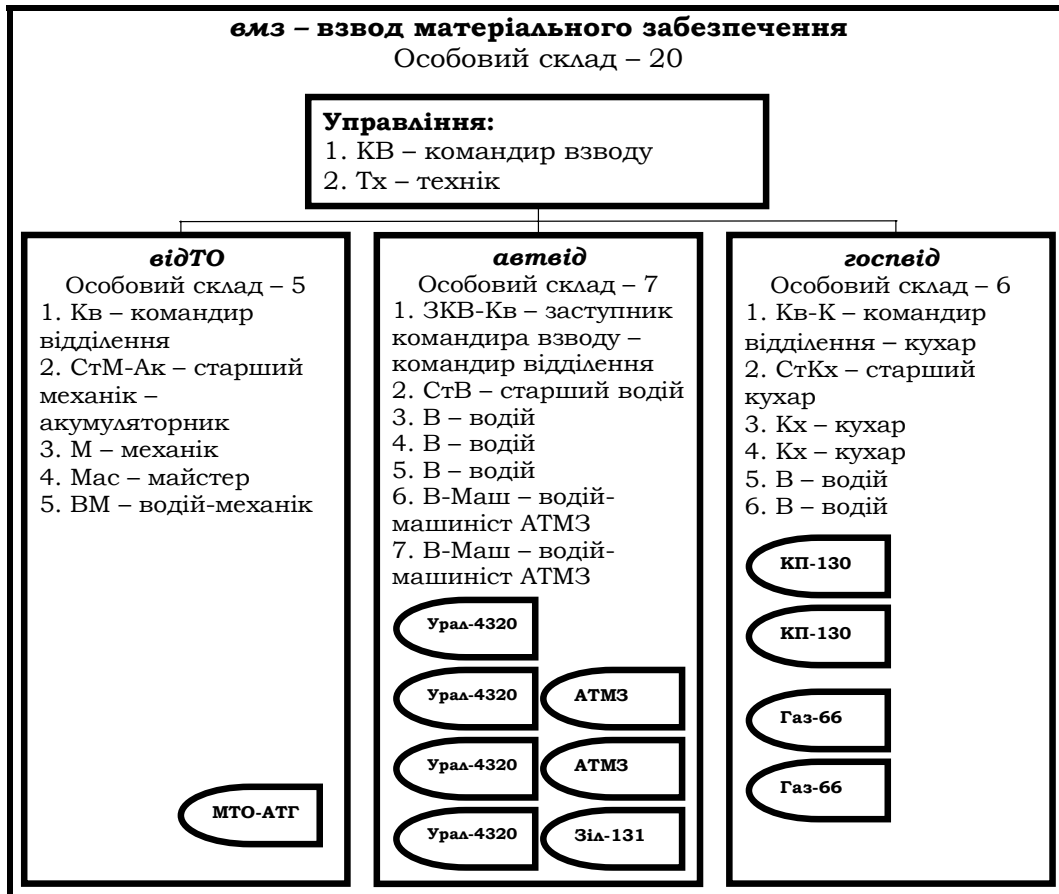 вмз – взвод матеріального забезпечення
Особовий склад – 20
Управління:
1. КВ – командир взводу
2. Тх – технік
відТО
Особовий склад – 5
1. Кв – командир
відділення
2. СтМ-Ак – старший
механік –
акумуляторник
3. М – механік
4. Мас – майстер
5. ВМ – водій-механік
МТО-АТГ
автвід
Особовий склад – 7
1. ЗКВ-Кв – заступник
командира взводу –
командир відділення
2. СтВ – старший водій
3. В – водій
4. В – водій
5. В – водій
6. В-Маш – водій-
машиніст АТМЗ
7. В-Маш – водій-
машиніст АТМЗ
Урал-4320
Урал-4320 АТМЗ
Урал-4320 АТМЗ
Урал-4320 Зіл-131
госпвід
Особовий склад – 6
1. Кв-К – командир
відділення – кухар
2. СтКх – старший
кухар
3. Кх – кухар
4. Кх – кухар
5. В – водій
6. В – водій
КП-130
КП-130
Газ-66
Газ-66